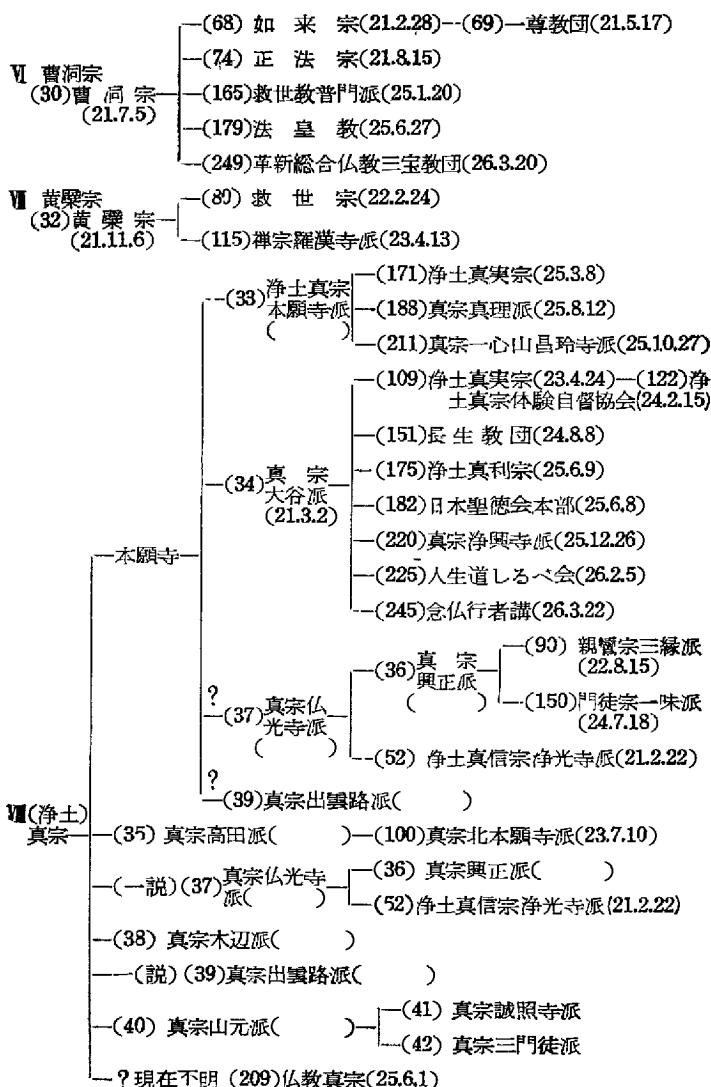 (68) 如来宗(21.2.28)--(69)一尊教団(21.5.17)
(74) 正法宗(21.8.15)
Ⅵ 曹洞宗
(30)曹洞宗
(21.7.5)
(165)救世教普門派(25.1.20)
(179)法皇教(25.6.27)
(249)革新総合仏教三宝教団(26.3.20)
Ⅶ 黄檗宗
(32)黄檗宗
(21.11.6)
(80) 救世宗(22.2.24)
(115)禅宗羅漢寺派(23.4.13)
(33)浄土真宗
本願寺派
( )
(171)浄土真実宗(25.3.8)
(188)真宗真理派(25.8.12)
(211)真宗一心山昌玲寺派(25.10.27)
(34)真宗
大谷派
(21.3.2)
(109)浄土真実宗(23.4.24)—(122)浄
土真宗体験自督協会(24.2.15)
(151)長生教団(24.8.8)
(175)浄土真利宗(25.6.9)
(182)日本聖徳会本部(25.6.8)
(220)真宗浄興寺派(25.12.26)
(225)人生道しるべ会(26.2.5)
(245)念仏行者講(26.3.22)
本願寺
?
(37)真宗仏
光寺派
( )
(36)真宗
興正派
( )
(90) 親鸞宗三縁派
(22.8.15)
(150)門徒宗一味派
(24.7.18)
(52) 浄土真信宗浄光寺派(21.2.22)
?
(39)真宗出雲路派( )
Ⅷ(浄土)
真宗
(35) 真宗高田派( )—(100)真宗北本願寺派(23.7.10)
(一説) (37)真宗仏光寺
派( )
(36) 真宗興正派( )
(52)浄土真信宗浄光寺派(21.2.22)
(38) 真宗木辺派( )
一(説) (39)真宗出雲路派( )
(40) 真宗山元派( )
(41) 真宗誠照寺派
(42) 真宗三門徒派
?現在不明 (209)仏教真宗(25.6.1)